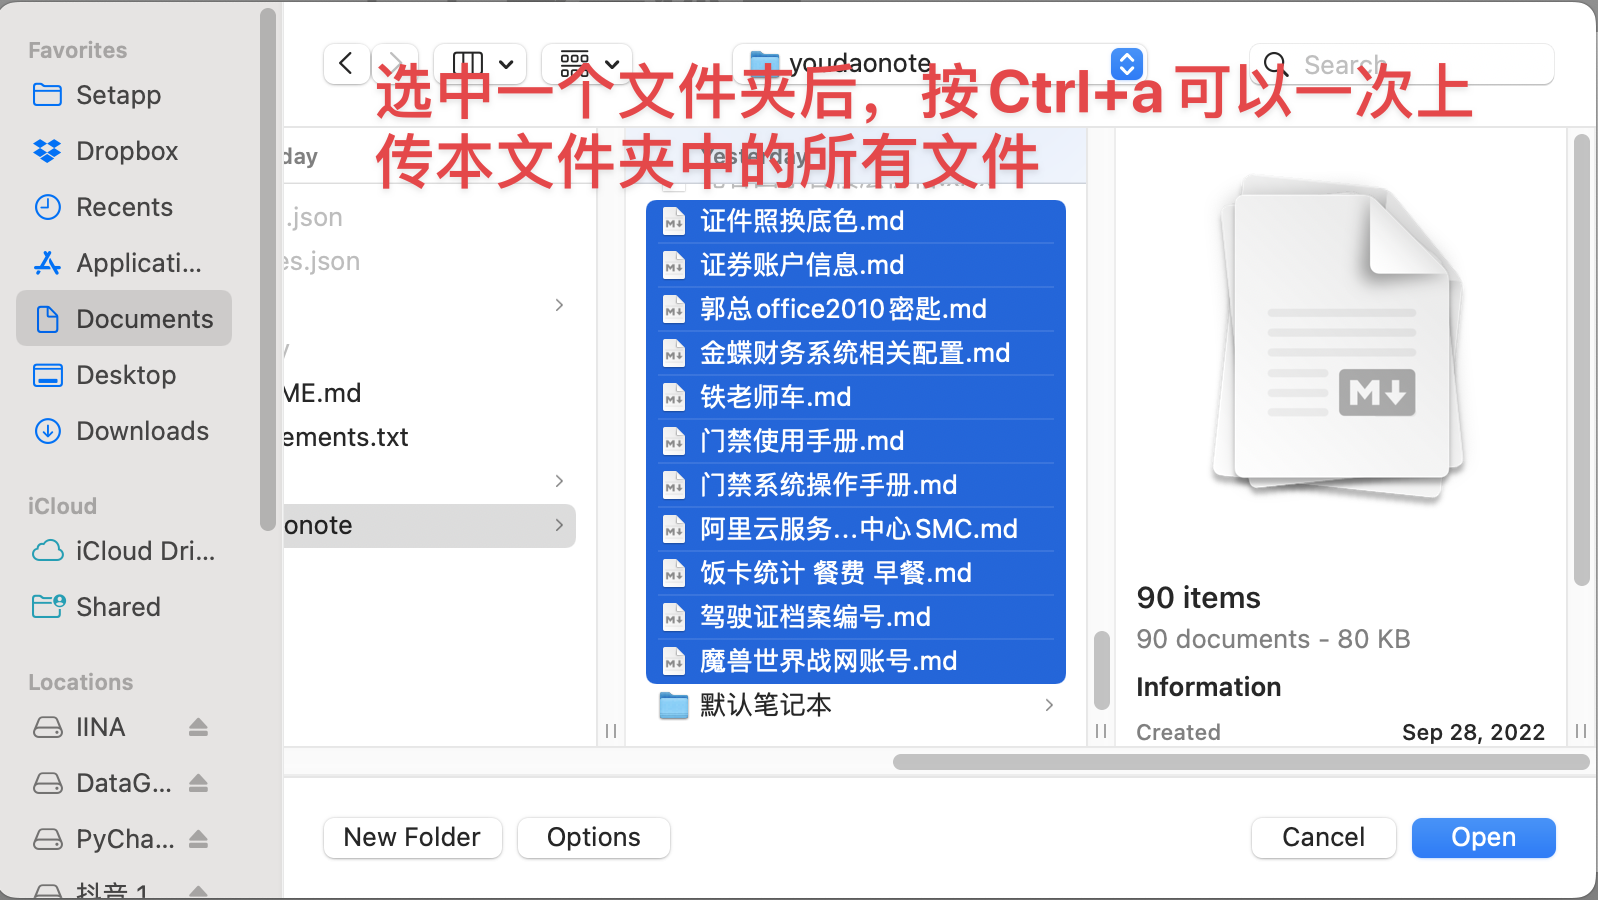 Favorites
Setapp
Dropbox
Recents
Applicati...
Documents
Desktop
Downloads
iCloud
iCloud Dri...
Shared
Locations
IINA
DataG...
PyCha...
抖音 1
youdaonote
Search
选中一个文件夹后，按Ctrl+a可以一次上
传本文件夹中的所有文件
day
.json
es.json
ME.md
ements.txt
onote
Yesterday
证件照换底色.md
证券账户信息.md
郭总office2010密匙.md
金蝶财务系统相关配置.md
铁老师车.md
门禁使用手册.md
门禁系统操作手册.md
阿里云服务...中心SMC.md
饭卡统计 餐费 早餐.md
驾驶证档案编号.md
魔兽世界战网账号.md
默认笔记本
90 items
90 documents - 80 KB
Information
Created Sep 28, 2022
New Folder
Options
Cancel
Open